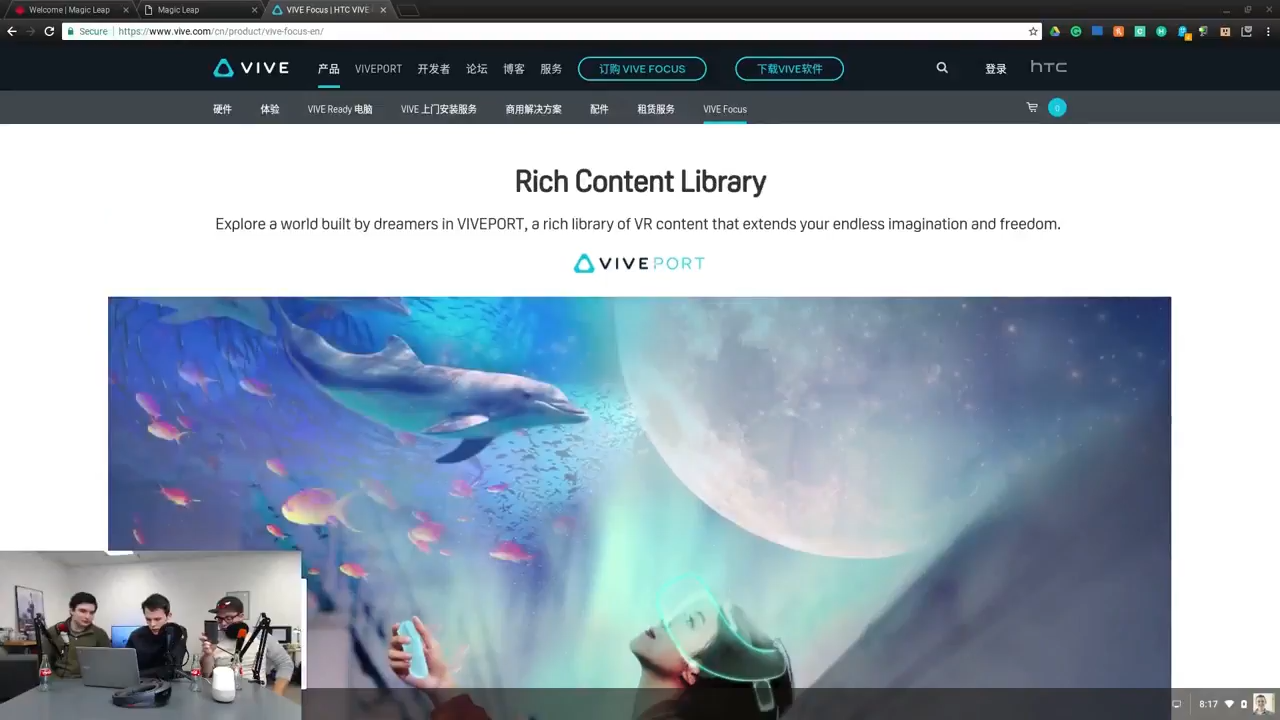 Welcome | Magic Leap
Magic Leap
VIVE Focus | HTC VIVE
Secure
https://www.vive.com/cn/product/vive-focus-en/
VIVE
产品
VIVEPORT
开发者
论坛
博客
服务
订购 VIVE FOCUS
下载VIVE软件
登录
hTC
硬件
体验
VIVE Ready 电脑
VIVE 上门安装服务
商用解决方案
配件
租赁服务
VIVE Focus
0
Rich Content Library
Explore a world built by dreamers in VIVEPORT, a rich library of VR content that extends your endless imagination and freedom.
VIVEPORT
8:17